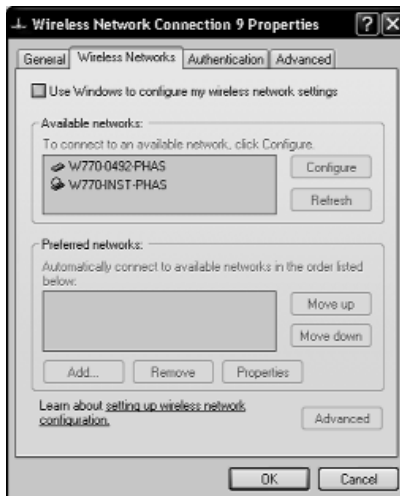 Wireless Network Connection 9 Properties
General
Wireless Networks
Authentication
Advanced
Use Windows to configure my wireless network settings
Available networks:
To connect to an available network, click Configure.
W770-0492-PHAS
W770-INST-PHAS
Configure
Refresh
Preferred networks:
Automatically connect to available networks in the order listed
below:
Move up
Move down
Add...
Remove
Properties
Learn about setting up wireless network
configuration.
Advanced
OK
Cancel